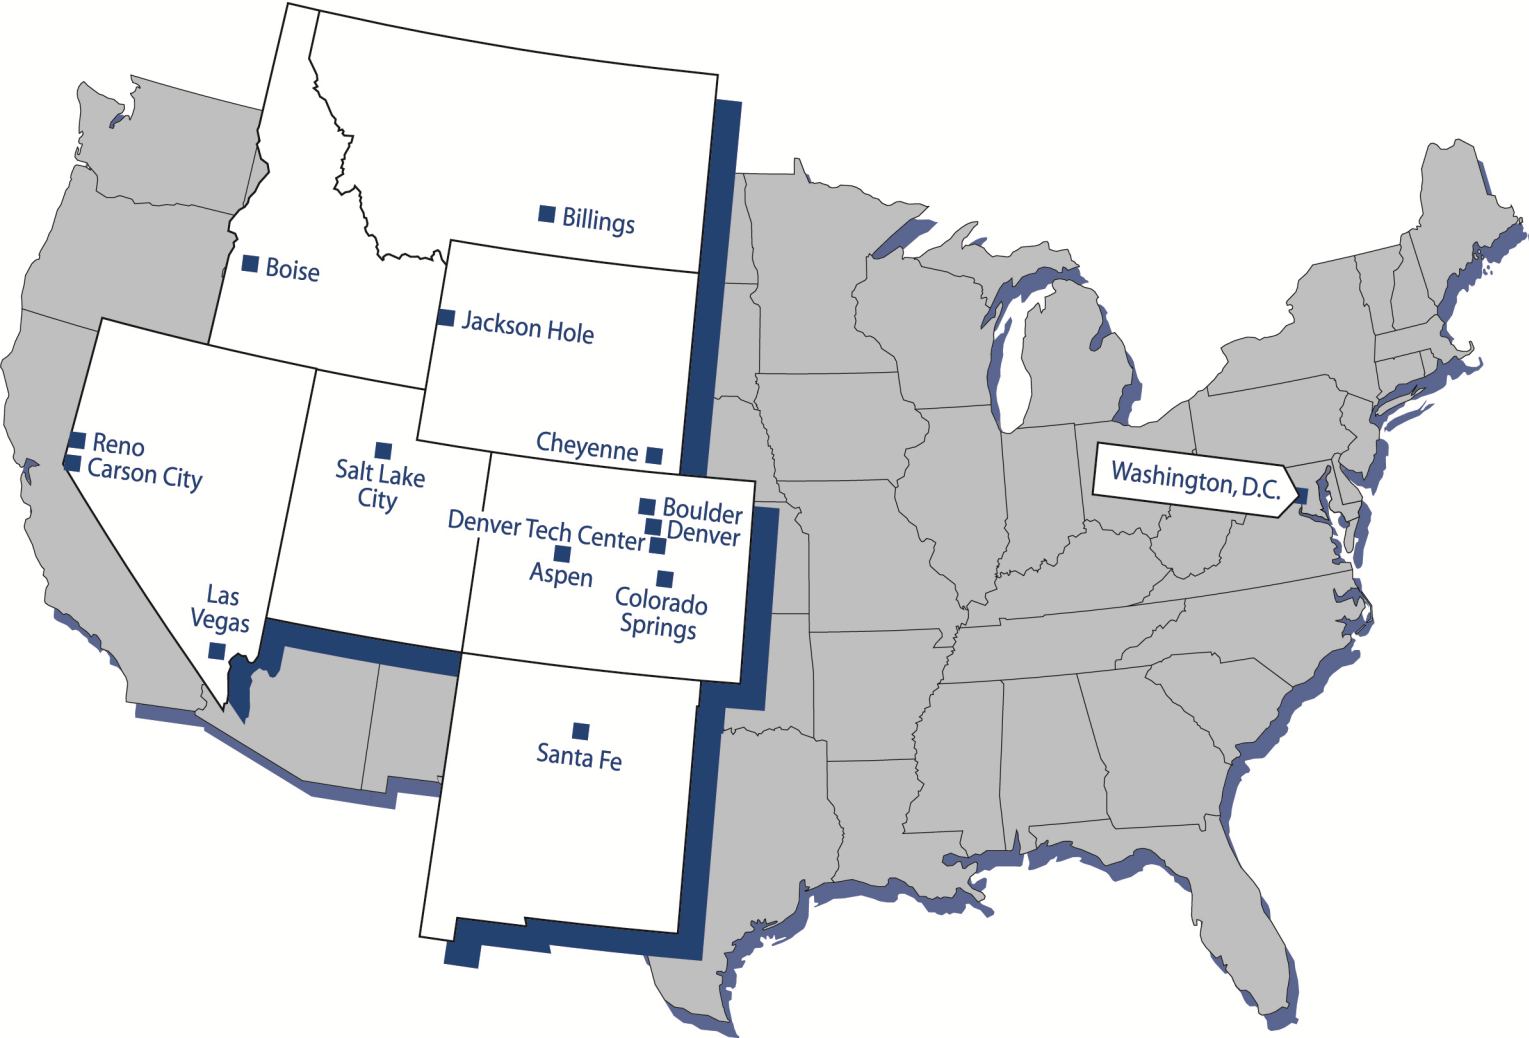 Billings
Boise
Jackson Hole
Reno
Carson City
Cheyenne
Salt Lake
City
Boulder
Denver
Denver Tech Center
Aspen
Colorado
Springs
Las
Vegas
Santa Fe
Washington, D.C.